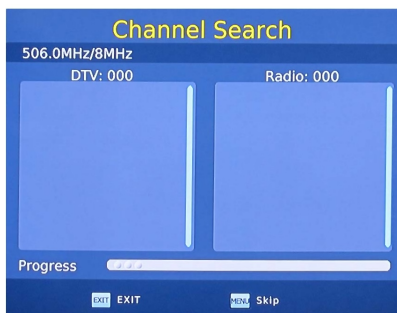 Channel Search
506.0MHz/8MHz
DTV: 000
Radio: 000
Progress
EXIT EXIT
MENU Skip